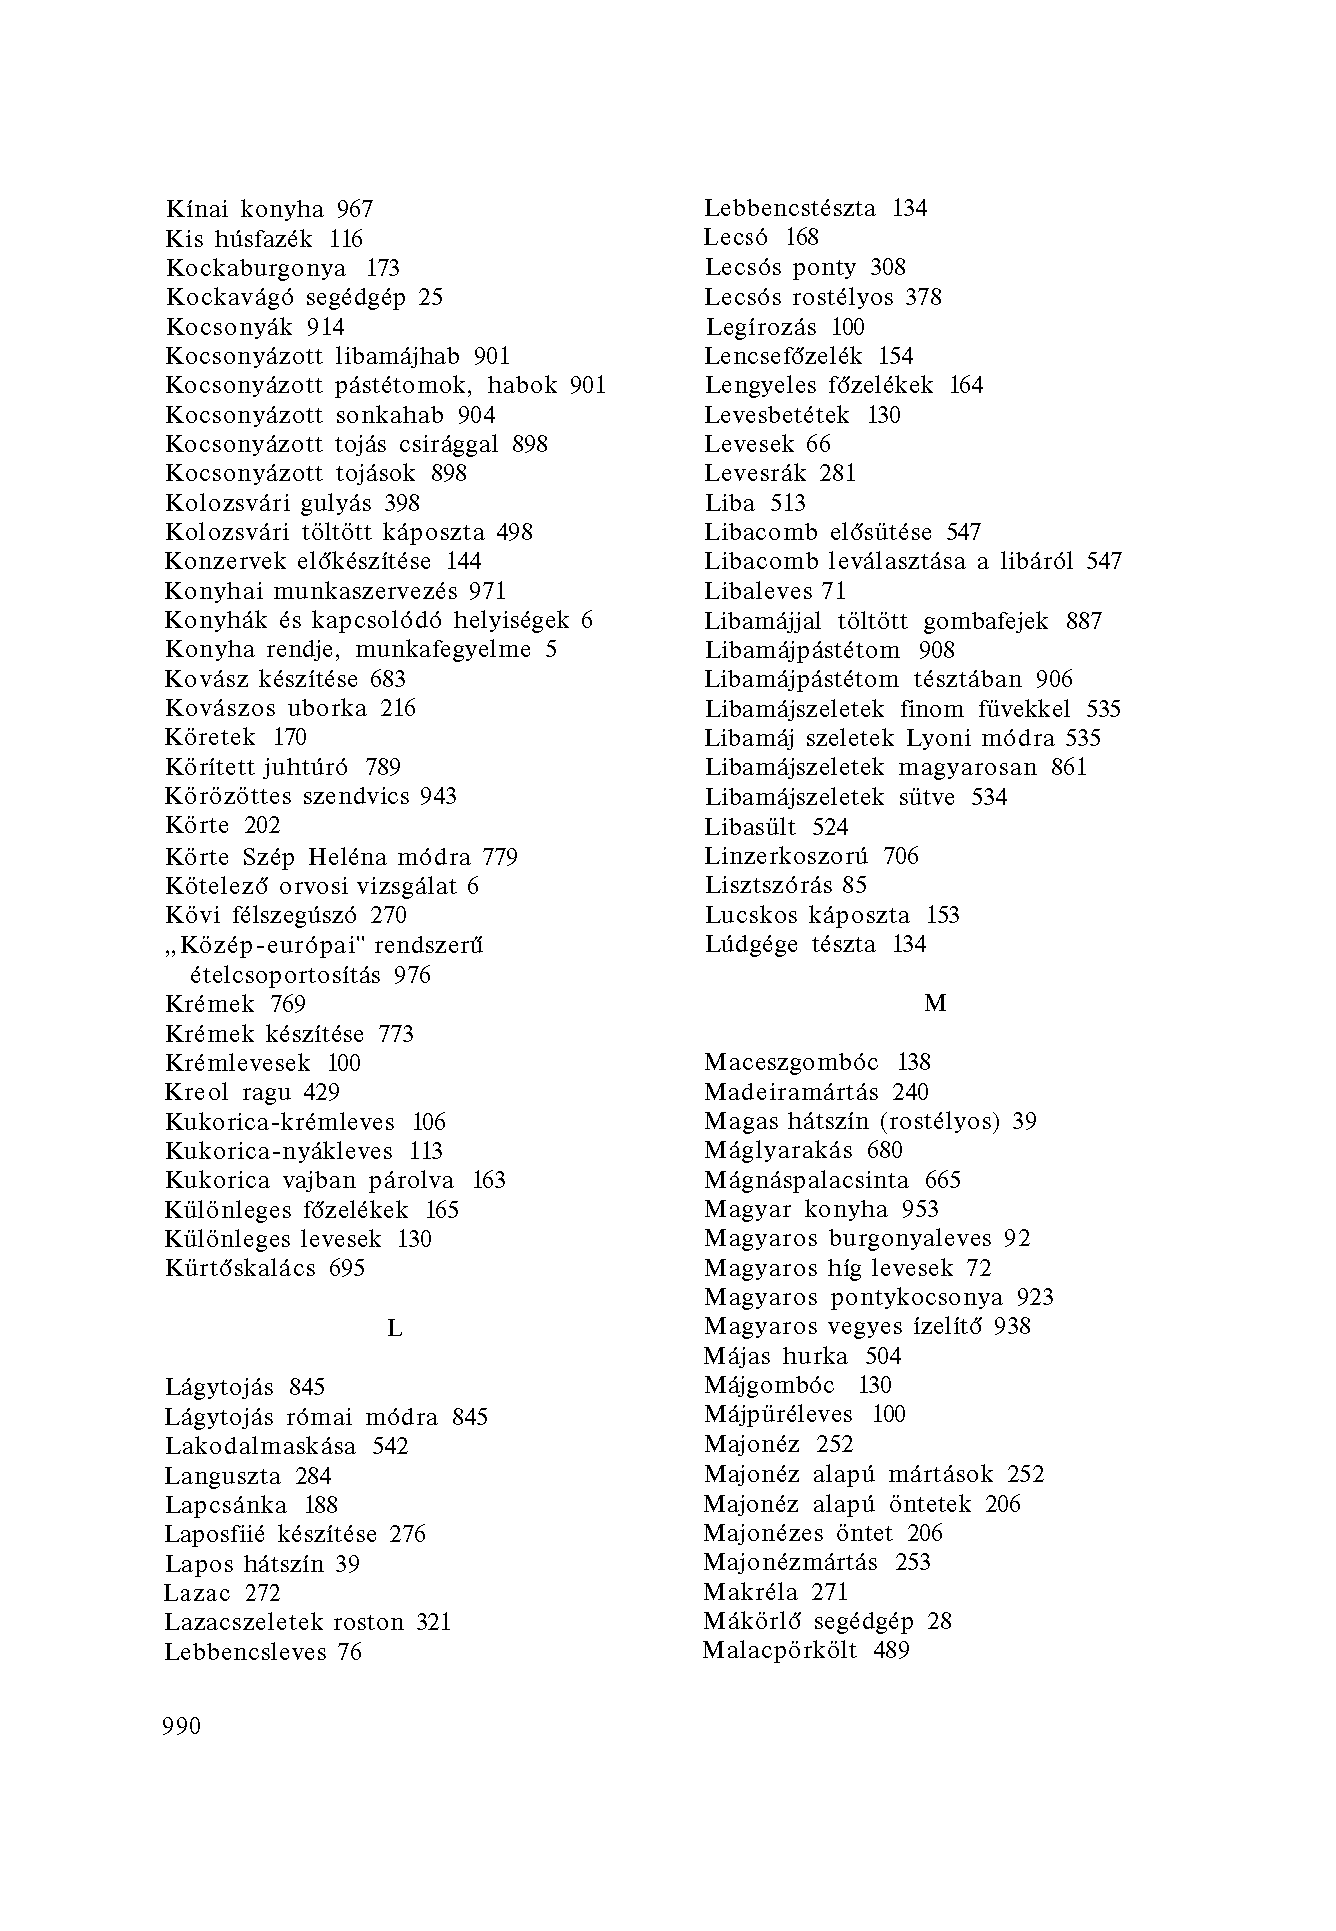 Kínai konyha 967
Kis húsfazék 116
Kockaburgonya 173
Kockavágó segédgép 25
Kocsonyák 914
Kocsonyázott libamájhab 901
Kocsonyázott pástétomok, habok 901
Kocsonyázott sonkahab 904
Kocsonyázott tojás csirággal 898
Kocsonyázott tojások 898
Kolozsvári gulyás 398
Kolozsvári töltött káposzta 498
Konzervek előkészítése 144
Konyhai munkaszervezés 971
Konyhák és kapcsolódó helyiségek 6
Konyha rendje, munkafegyelme 5
Kovász készítése 683
Kovászos uborka 216
Köretek 170
Körített juhtúró 789
Körözöttes szendvics 943
Körte 202
Körte Szép Heléna módra 779
Kötelező orvosi vizsgálat 6
Kövi félszegúszó 270
„Közép-európai" rendszerű
ételcsoportosítás 976
Krémek 769
Krémek készítése 773
Krémlevesek 100
Kreol ragu 429
Kukorica-krémleves 106
Kukorica-nyákleves 113
Kukorica vajban párolva 163
Különleges főzelékek 165
Különleges levesek 130
Kürtőskalács 695
L
Lágytojás 845
Lágytojás római módra 845
Lakodalmaskása 542
Languszta 284
Lapcsánka 188
Laposfiié készítése 276
Lapos hátszín 39
Lazac 272
Lazacszeletek roston 321
Lebbencsleves 76
Lebbencstészta 134
Lecsó 168
Lecsós ponty 308
Lecsós rostélyos 378
Legírozás 100
Lencsefőzelék 154
Lengyeles főzelékek 164
Levesbetétek 130
Levesek 66
Levesrák 281
Liba 513
Libacomb elősütése 547
Libacomb leválasztása a libáról 547
Libaleves 71
Libamájjal töltött gombafejek 887
Libamájpástétom 908
Libamájpástétom tésztában 906
Libamájszeletek finom füvekkel 535
Libamáj szeletek Lyoni módra 535
Libamájszeletek magyarosan 861
Libamájszeletek sütve 534
Libasült 524
Linzerkoszorú 706
Lisztszórás 85
Lucskos káposzta 153
Lúdgége tészta 134
M
Maceszgombóc 138
Madeiramártás 240
Magas hátszín (rostélyos) 39
Máglyarakás 680
Mágnáspalacsinta 665
Magyar konyha 953
Magyaros burgonyaleves 92
Magyaros híg levesek 72
Magyaros pontykocsonya 923
Magyaros vegyes ízelítő 938
Májas hurka 504
Májgombóc 130
Májpüréleves 100
Majonéz 252
Majonéz alapú mártások 252
Majonéz alapú öntetek 206
Majonézes öntet 206
Majonézmártás 253
Makréla 271
Mákörlő segédgép 28
Malacpörkölt 489
990